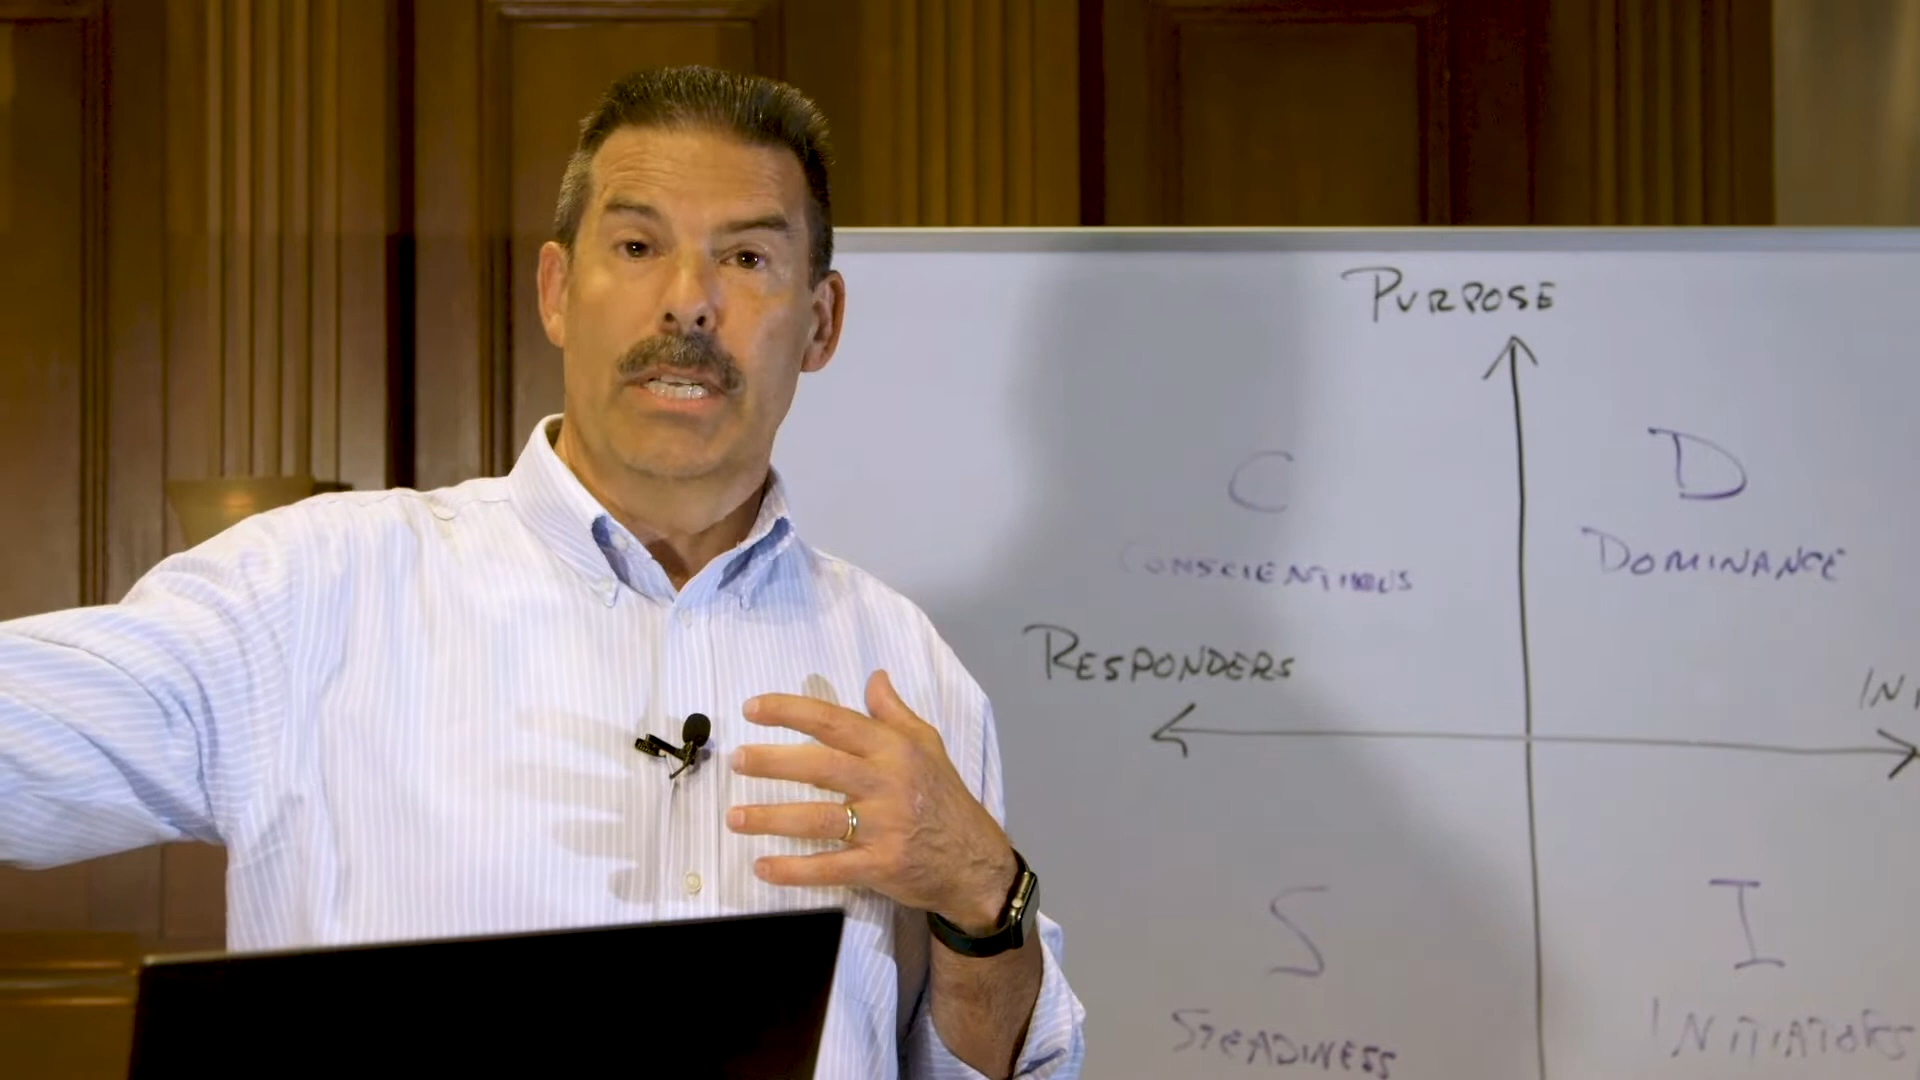 PURPOSE
C
D
CONSCIENTIOUS
DOMINANCE
RESPONDERS
S
I
STEADINESS
INITIATORS